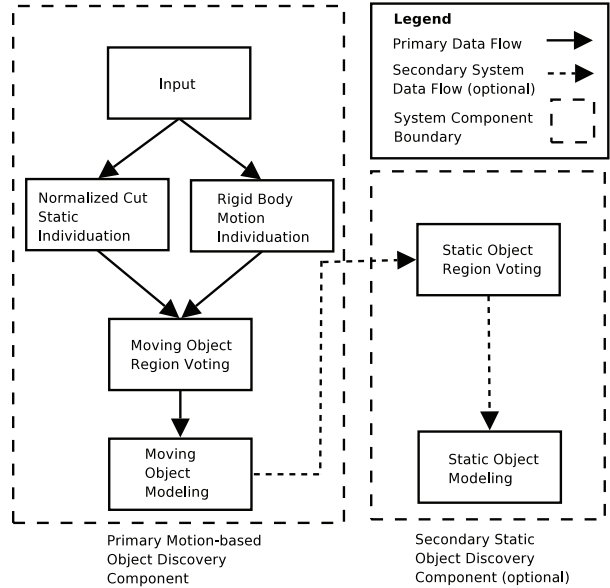 Input
Normalized Cut
Static
Individuation
Rigid Body
Motion
Individuation
Moving Object
Region Voting
Moving
Object
Modeling
Primary Motion-based
Object Discovery
Component
Legend
Primary Data Flow
Secondary System
Data Flow (optional)
System Component
Boundary
Static Object
Region Voting
Static Object
Modeling
Secondary Static
Object Discovery
Component (optional)